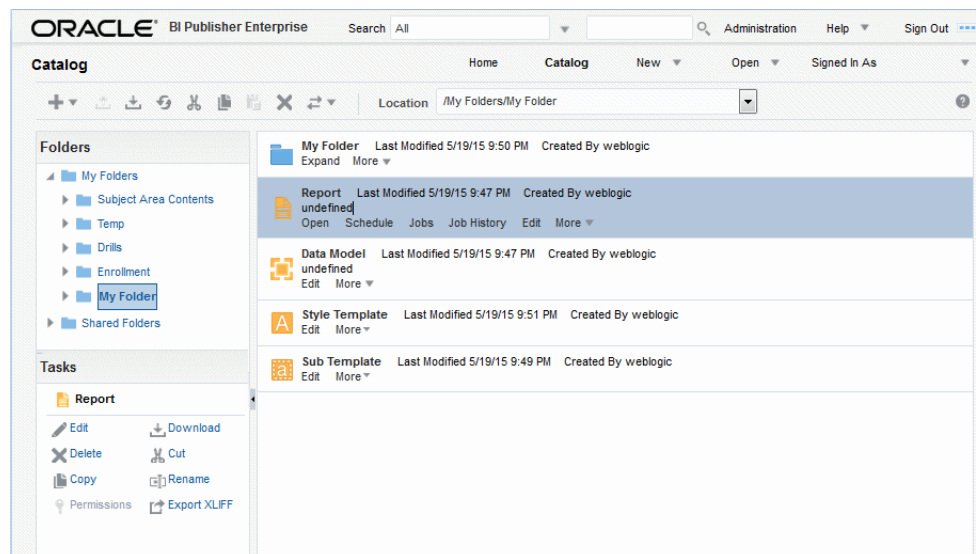 ORACLE® BI Publisher Enterprise Search All Administration Help Sign Out
Catalog Home Catalog New Open Signed In As
Location /My Folders/My Folder
Folders
My Folders
Subject Area Contents
Temp
Drills
Enrollment
My Folder
Shared Folders
Tasks
Report
Edit Download
Delete Cut
Copy Rename
Permissions Export XLIFF
My Folder Last Modified 5/19/15 9:50 PM Created By weblogic
Expand More
Report Last Modified 5/19/15 9:47 PM Created By weblogic
undefined
Open Schedule Jobs Job History Edit More
Data Model Last Modified 5/19/15 9:47 PM Created By weblogic
undefined
Edit More
A
Style Template Last Modified 5/19/15 9:51 PM Created By weblogic
Edit More
a
Sub Template Last Modified 5/19/15 9:49 PM Created By weblogic
Edit More